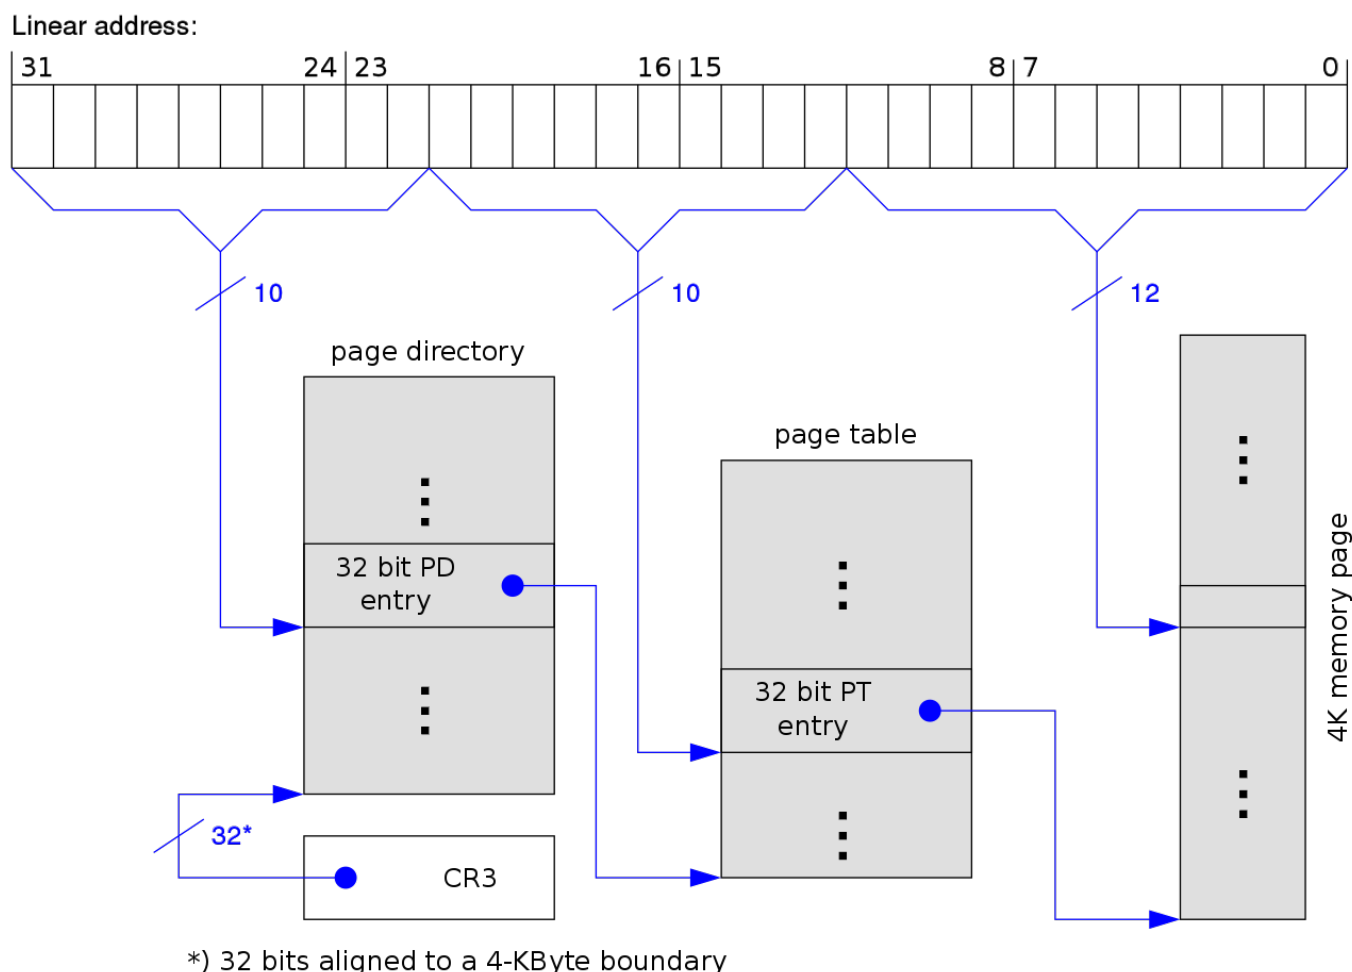 Linear address:
31 24 23 16 15 8 7 0
10 10 12
page directory
page table
32 bit PD
entry
32 bit PT
entry
4K memory page
32*
CR3
*) 32 bits aligned to a 4-KByte boundary